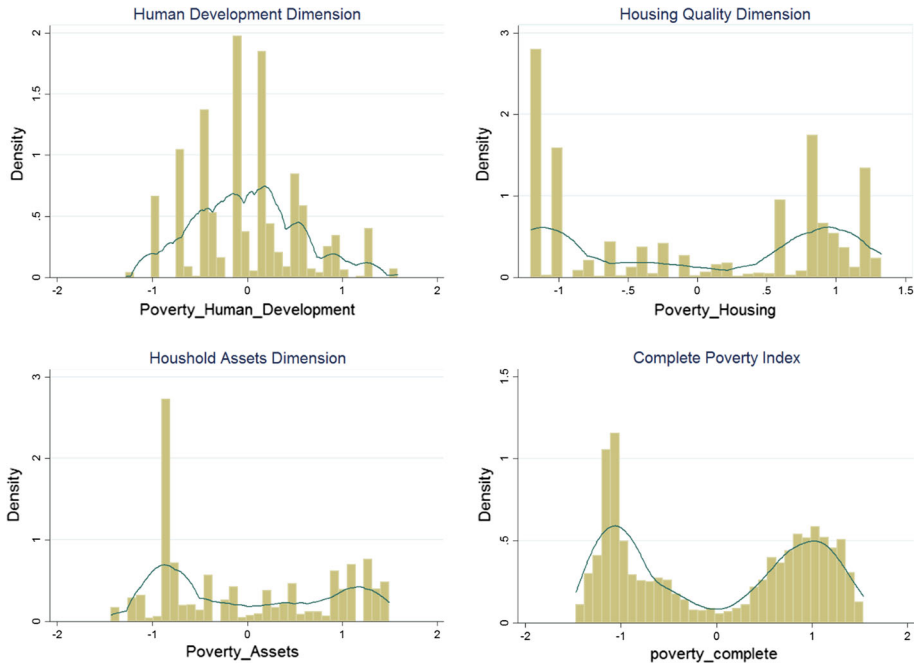 Human Development Dimension
Density
0 .5 1 1.5 2
-2 -1 0 1 2
Poverty_Human_Development
Housing Quality Dimension
Density
0 1 2 3
-1 -.5 0 .5 1 1.5
Poverty_Housing
Houshold Assets Dimension
Density
0 1 2 3
-2 -1 0 1 2
Poverty_Assets
Complete Poverty Index
Density
0 .5 1 1.5
-1 0 1 2
poverty_complete